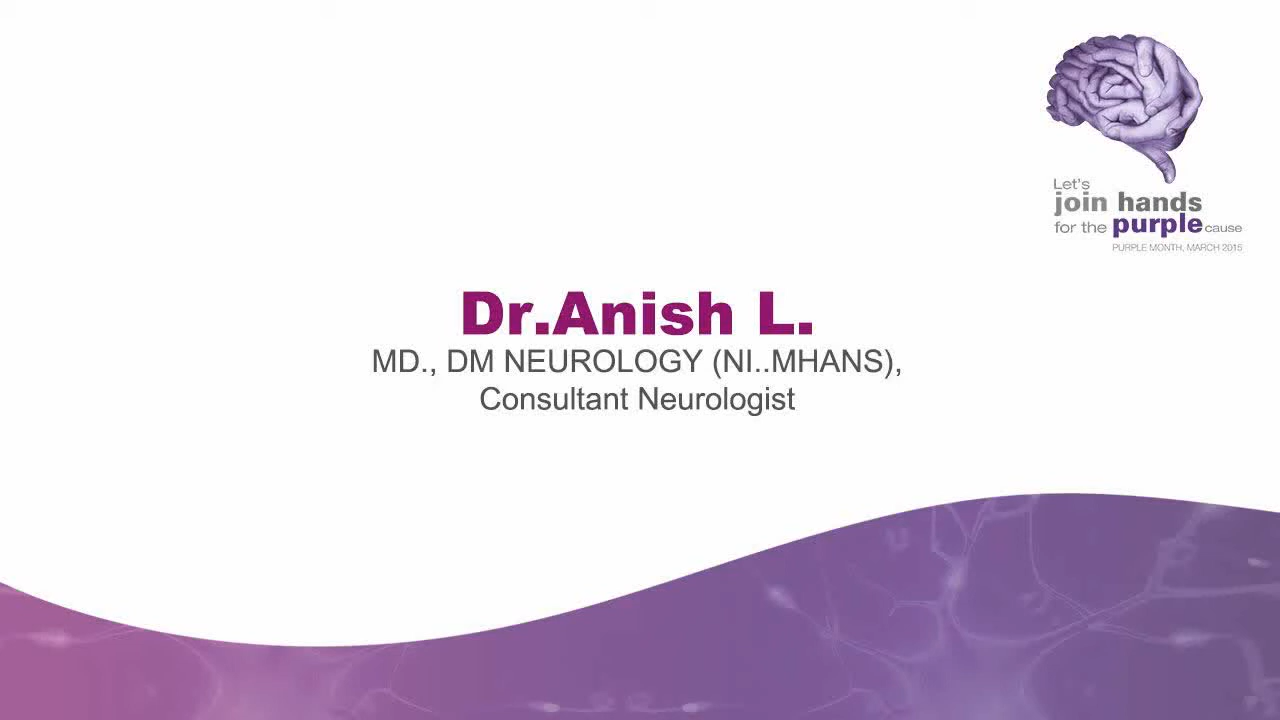 Let's
join hands
for the purple cause
PURPLE MONTH, MARCH 2015
Dr.Anish L.
MD., DM NEUROLOGY (NI..MHANS),
Consultant Neurologist